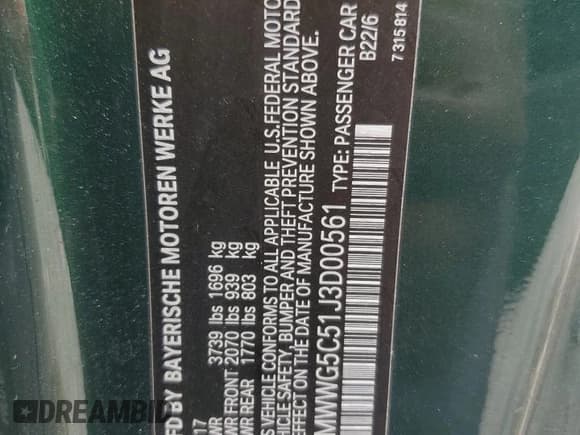 FD BY BAYERISCHE MOTOREN WERKE AG
17
WR 3739 lbs 1696 kg
WR FRONT 2070 lbs 939 kg
WR REAR 1770 lbs 803 kg
S VEHICLE CONFORMS TO ALL APPLICABLE U.S. FEDERAL MOTO
VEHICLE SAFETY, BUMPER AND THEFT PREVENTION STANDARD
EFFECT ON THE DATE OF MANUFACTURE SHOWN ABOVE.
MWWG5C51J3D00561 TYPE: PASSENGER CAR
B22/6
7 315 814
DREAMBID